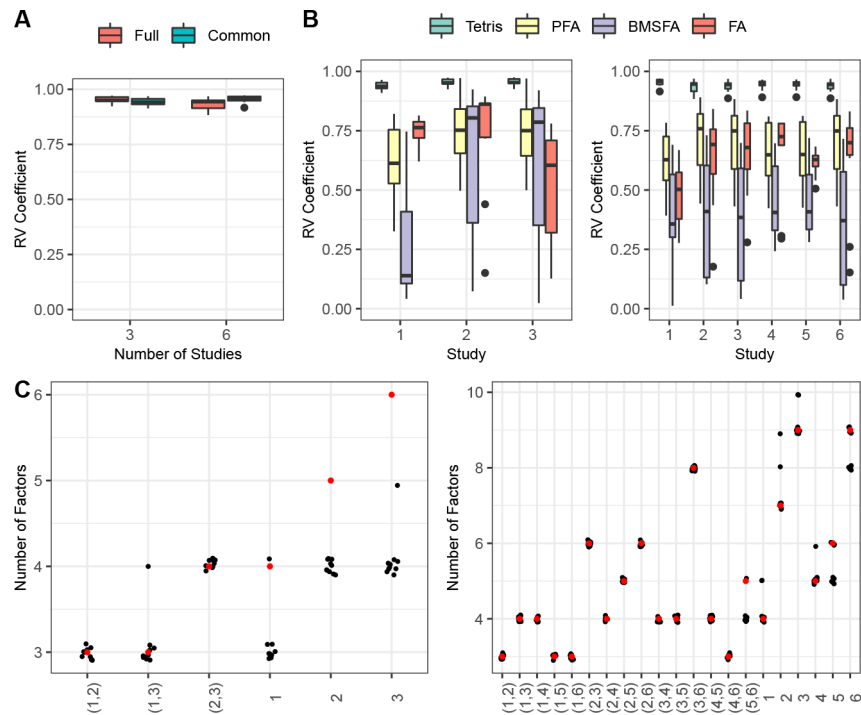 A
Full Common
1.00
0.75
0.50
0.25
0.00
RV Coefficient
3 6
Number of Studies
B
Tetris PFA BMSFA FA
1.00
0.75
0.50
0.25
0.00
RV Coefficient
1 2 3
Study
1.00
0.75
0.50
0.25
0.00
RV Coefficient
1 2 3 4 5 6
Study
C
6
5
4
3
Number of Factors
(1,2) (1,3) (2,3) 1 2 3
10
8
6
4
Number of Factors
(1,2) (1,3) (1,4) (1,5) (1,6) (2,3) (2,4) (2,5) (2,6) (3,4) (3,5) (3,6) (4,5) (4,6) (5,6) 1 2 3 4 5 6